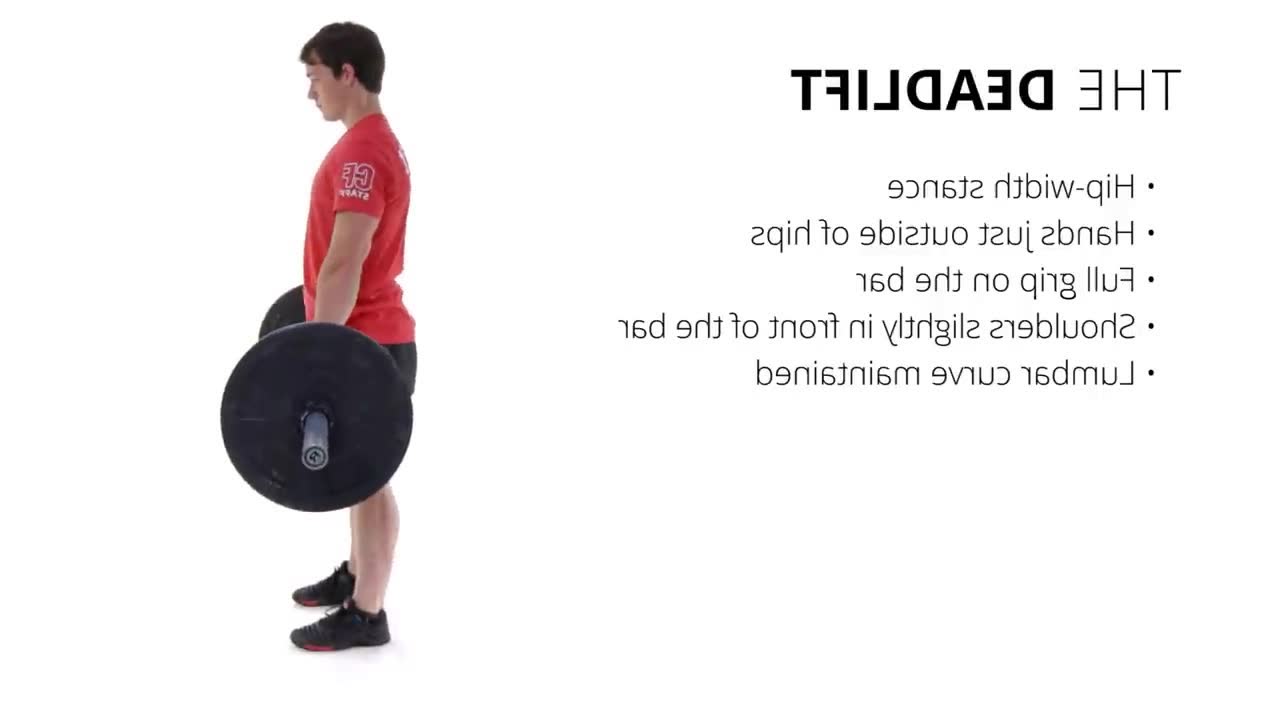 THE DEADLIFT
• Hip-width stance
• Hands just outside of hips
• Full grip on the bar
• Shoulders slightly in front of the bar
• Lumbar curve maintained
CF
STAFF